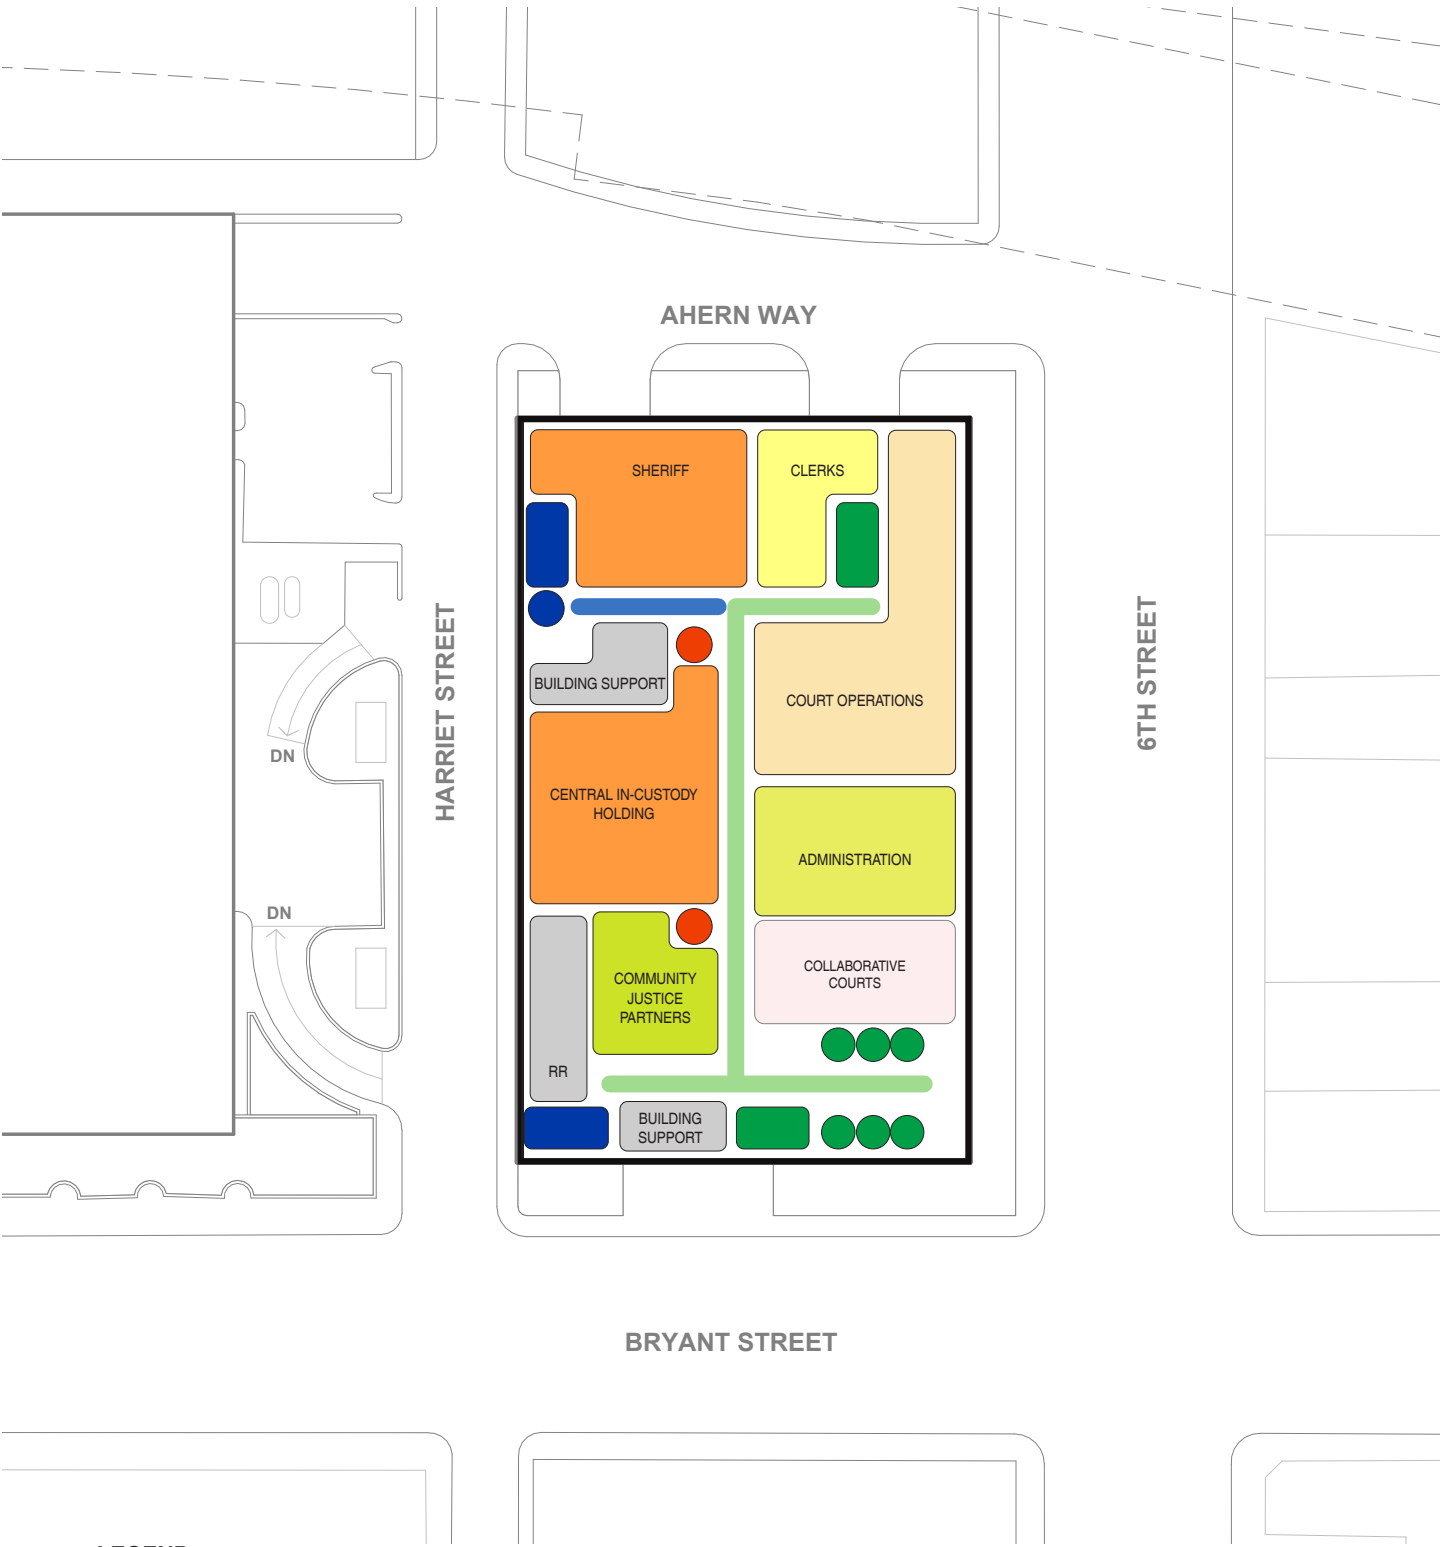 AHERN WAY
SHERIFF
CLERKS
HARRIET STREET
6TH STREET
BUILDING SUPPORT
COURT OPERATIONS
DN
CENTRAL IN-CUSTODY
HOLDING
ADMINISTRATION
DN
COLLABORATIVE
COURTS
COMMUNITY
JUSTICE
PARTNERS
RR
BUILDING
SUPPORT
BRYANT STREET
LEGEND